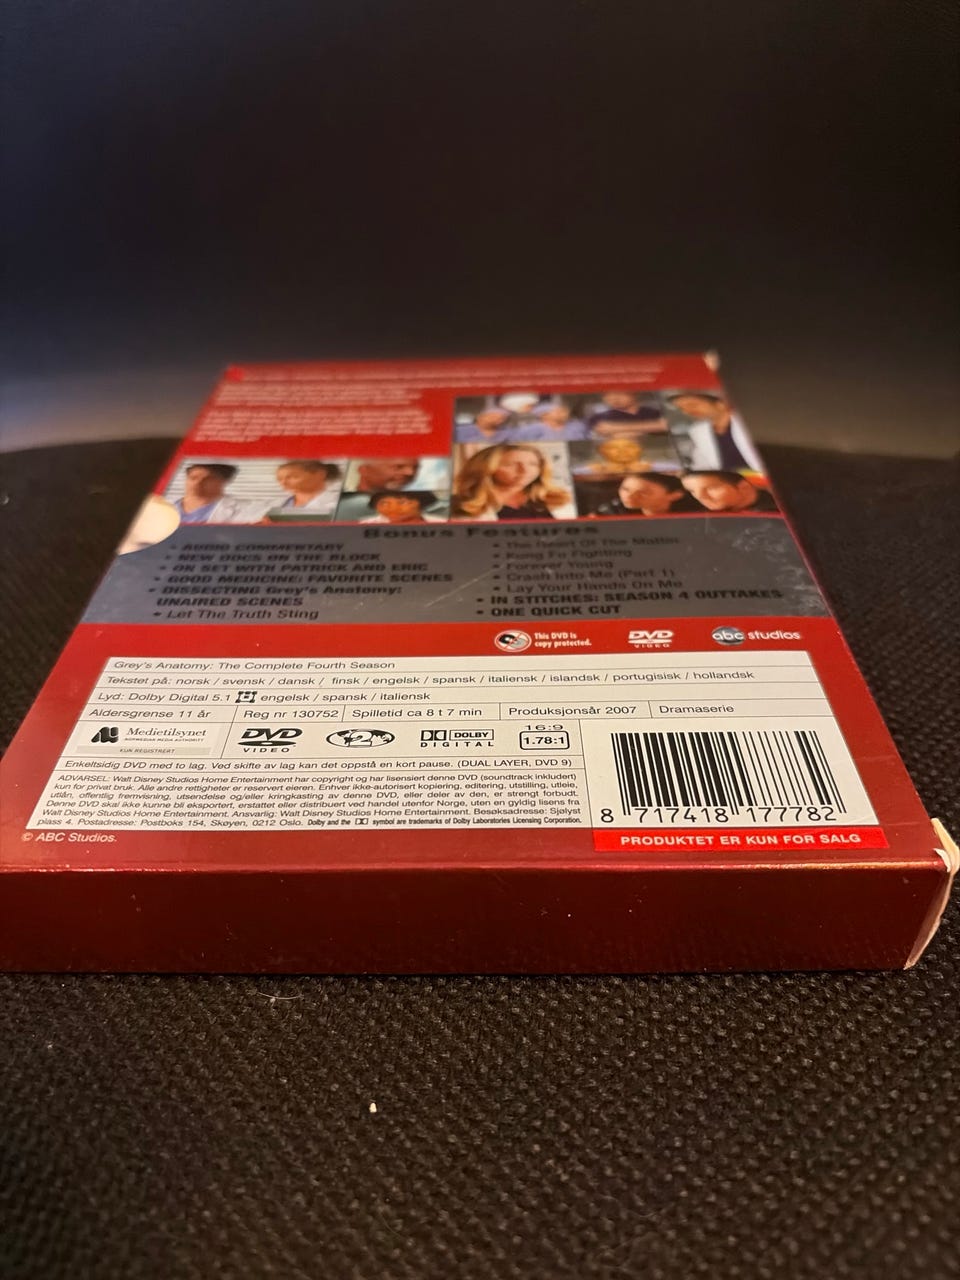 Bonus Features
• AUDIO COMMENTARY
• NEW DOCS ON THE BLOCK
• ON SET WITH PATRICK AND ERIC
• GOOD MEDICINE: FAVORITE SCENES
• DISSECTING Grey's Anatomy:
UNAIRED SCENES
• Let The Truth Sting
• The Heart Of The Matter
• Kung Fu Fighting
• Forever Young
• Crash Into Me (Part 1)
• Lay Your Hands On Me
• IN STITCHES: SEASON 4 OUTTAKES
• ONE QUICK CUT
This DVD is
copy protected.
DVD
VIDEO
abc studios
Grey's Anatomy: The Complete Fourth Season
Tekstet på: norsk / svensk / dansk / finsk / engelsk / spansk / italiensk / islandsk / portugisisk / hollandsk
Lyd: Dolby Digital 5.1 engelsk / spansk / italiensk
Aldersgrense 11 år
Reg nr 130752
Spilletid ca 8 t 7 min
Produksjonsår 2007
Dramaserie
Medietilsynet
NORWEGIAN MEDIA AUTHORITY
KUN REGISTRERT
DVD
VIDEO
2
DOLBY
DIGITAL
16:9
1.78:1
Enkeltsidig DVD med to lag. Ved skifte av lag kan det oppstå en kort pause. (DUAL LAYER, DVD 9)
ADVARSEL: Walt Disney Studios Home Entertainment har copyright og har lisensiert denne DVD (soundtrack inkludert)
kun for privat bruk. Alle andre rettigheter er reservert eieren. Enhver ikke-autorisert kopiering, editering, utstilling, utleie,
utlån, offentlig fremvisning, utsendelse og/eller kringkasting av denne DVD, eller deler av den, er strengt forbudt.
Denne DVD skal ikke kunne bli eksportert, erstattet eller distribuert ved handel utenfor Norge, uten en gyldig lisens fra
Walt Disney Studios Home Entertainment. Ansvarlig: Walt Disney Studios Home Entertainment. Besøksadresse: Sjølyst
plass 4. Postadresse: Postboks 154, Skøyen, 0212 Oslo. Dolby and the symbol are trademarks of Dolby Laboratories Licensing Corporation.
8 717418 177782
PRODUKTET ER KUN FOR SALG
© ABC Studios.